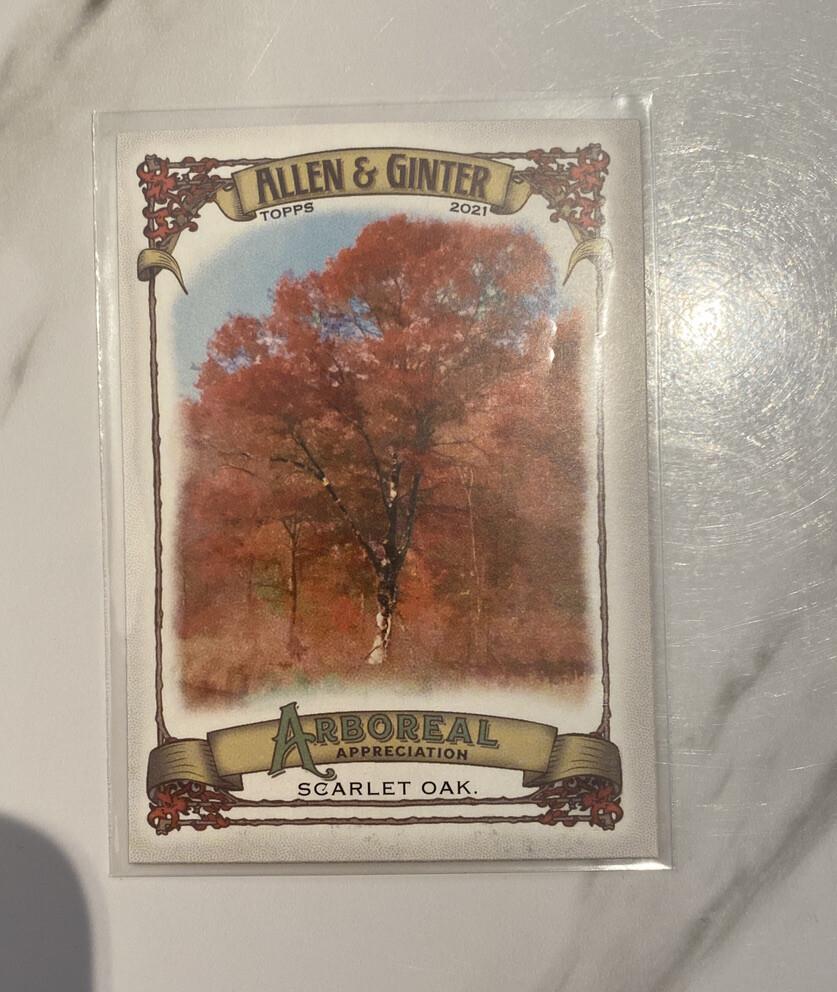 ALLEN & GINTER
TOPPS 2021
ARBOREAL
APPRECIATION
SCARLET OAK.